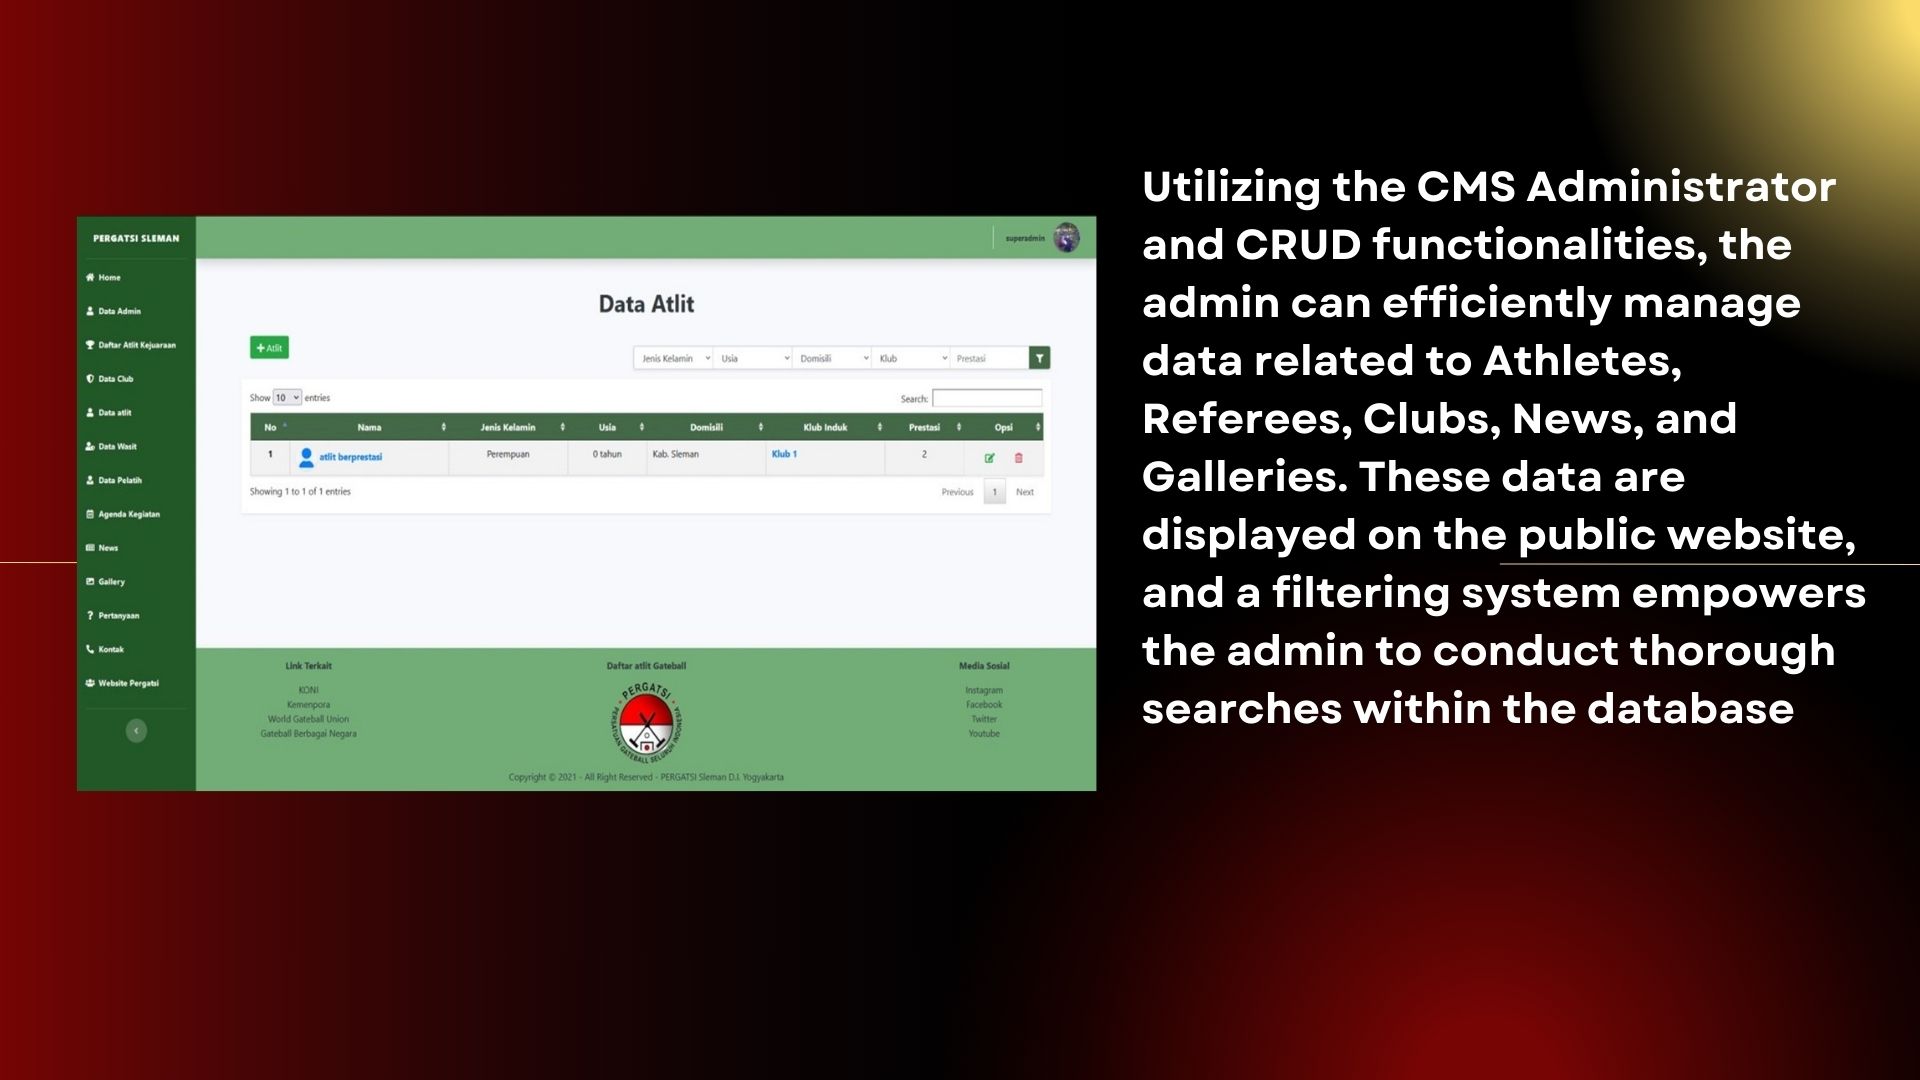 PERGATSI SLEMAN
Home
Data Admin
Daftar Atlit Kejuaraan
Data Club
Data atlit
Data Wasit
Data Pelatih
Agenda Kegiatan
News
Gallery
Pertanyaan
Kontak
Website Pergatsi
superadmin
Data Atlit
+ Atlit
Jenis Kelamin Usia Domisili Klub Prestasi
Show 10 entries
Search:
No Nama Jenis Kelamin Usia Domisili Klub Induk Prestasi Opsi
1 atlit berprestasi Perempuan 0 tahun Kab. Sleman Klub 1 2
Showing 1 to 1 of 1 entries
Previous 1 Next
Link Terkait
KONI
Kemenpora
World Gateball Union
Gateball Berbagai Negara
Daftar atlit Gateball
PERGATSI
PERSATUAN GATEBALL SELURUH INDONESIA
Media Sosial
Instagram
Facebook
Twitter
Youtube
Copyright © 2021 - All Right Reserved - PERGATSI Sleman D.I. Yogyakarta
Utilizing the CMS Administrator
and CRUD functionalities, the
admin can efficiently manage
data related to Athletes,
Referees, Clubs, News, and
Galleries. These data are
displayed on the public website,
and a filtering system empowers
the admin to conduct thorough
searches within the database